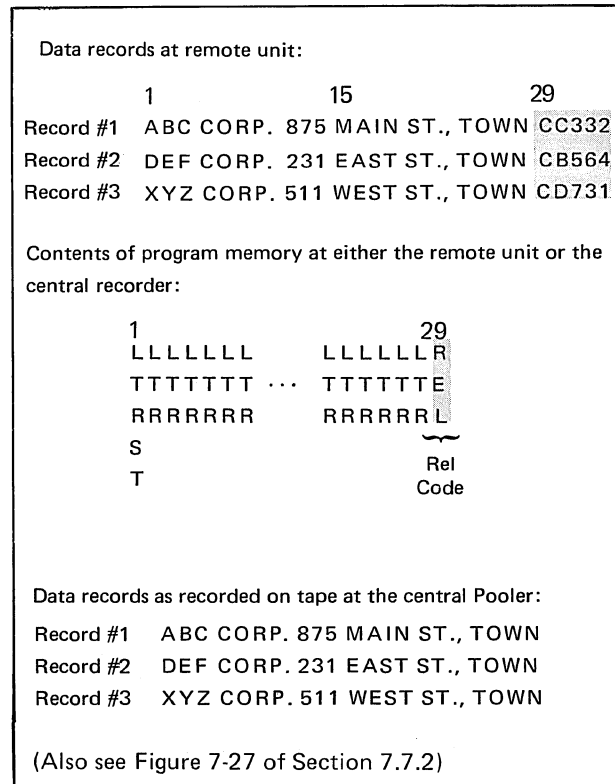 Data records at remote unit:
1 15 29
Record #1 ABC CORP. 875 MAIN ST., TOWN CC332
Record #2 DEF CORP. 231 EAST ST., TOWN CB564
Record #3 XYZ CORP. 511 WEST ST., TOWN CD731
Contents of program memory at either the remote unit or the
central recorder:
1 29
LLLLLLL LLLLLLR
TTTTTTT ··· TTTTTTE
RRRRRRR RRRRRRL
S
T
Rel
Code
Data records as recorded on tape at the central Pooler:
Record #1 ABC CORP. 875 MAIN ST., TOWN
Record #2 DEF CORP. 231 EAST ST., TOWN
Record #3 XYZ CORP. 511 WEST ST., TOWN
(Also see Figure 7-27 of Section 7.7.2)